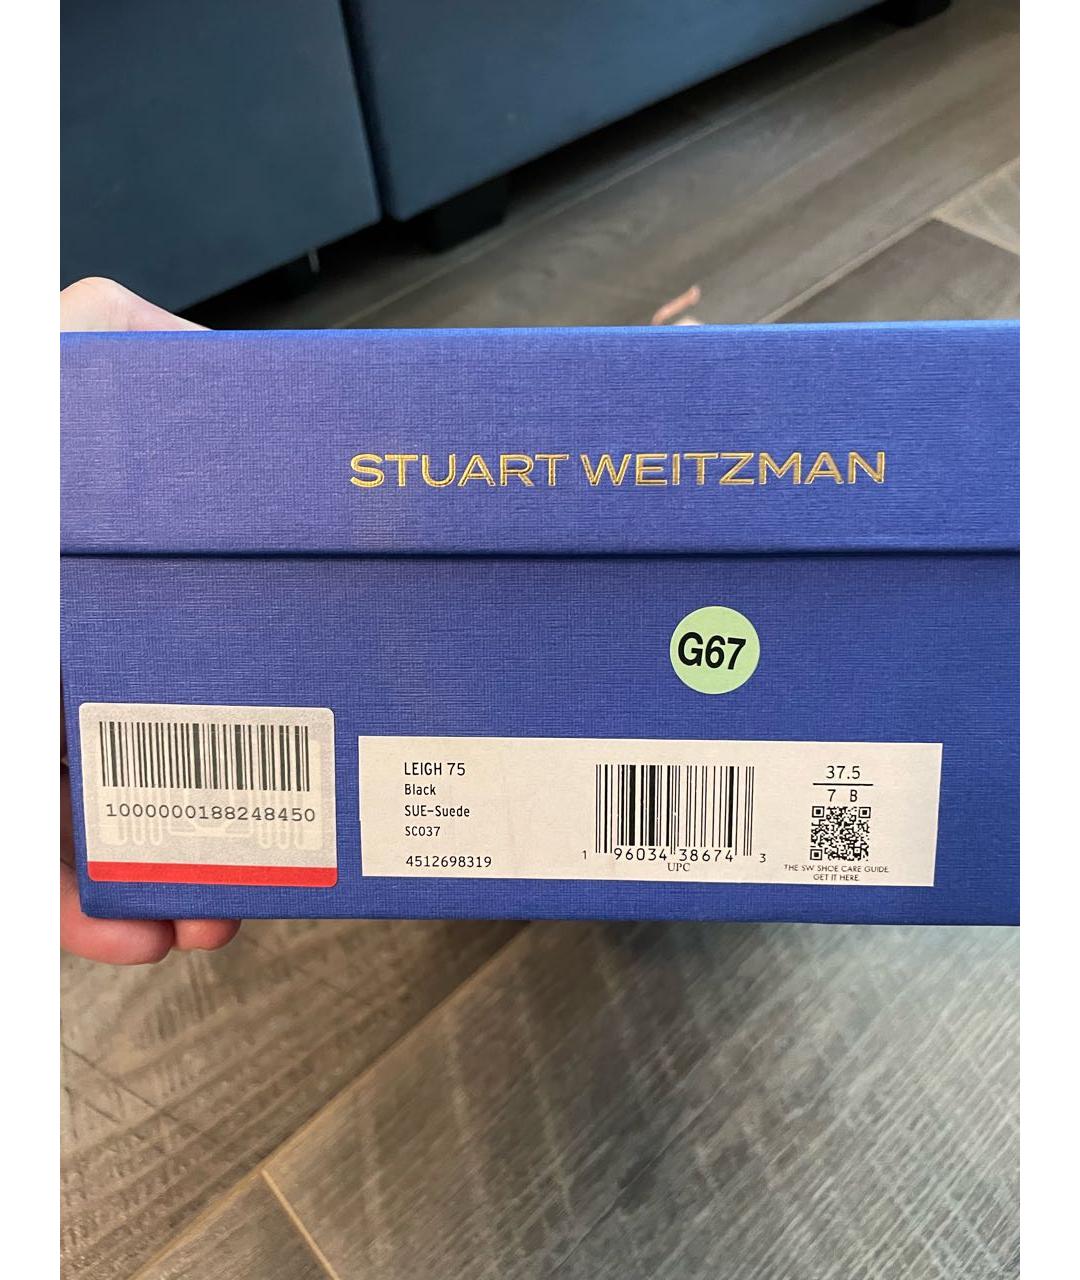 STUART WEITZMAN
G67
1000000188248450
LEIGH 75
Black
SUE-Suede
SC037
4512698319
1 96034 38674 3
UPC
37.5
7 B
THE SW SHOE CARE GUIDE.
GET IT HERE.